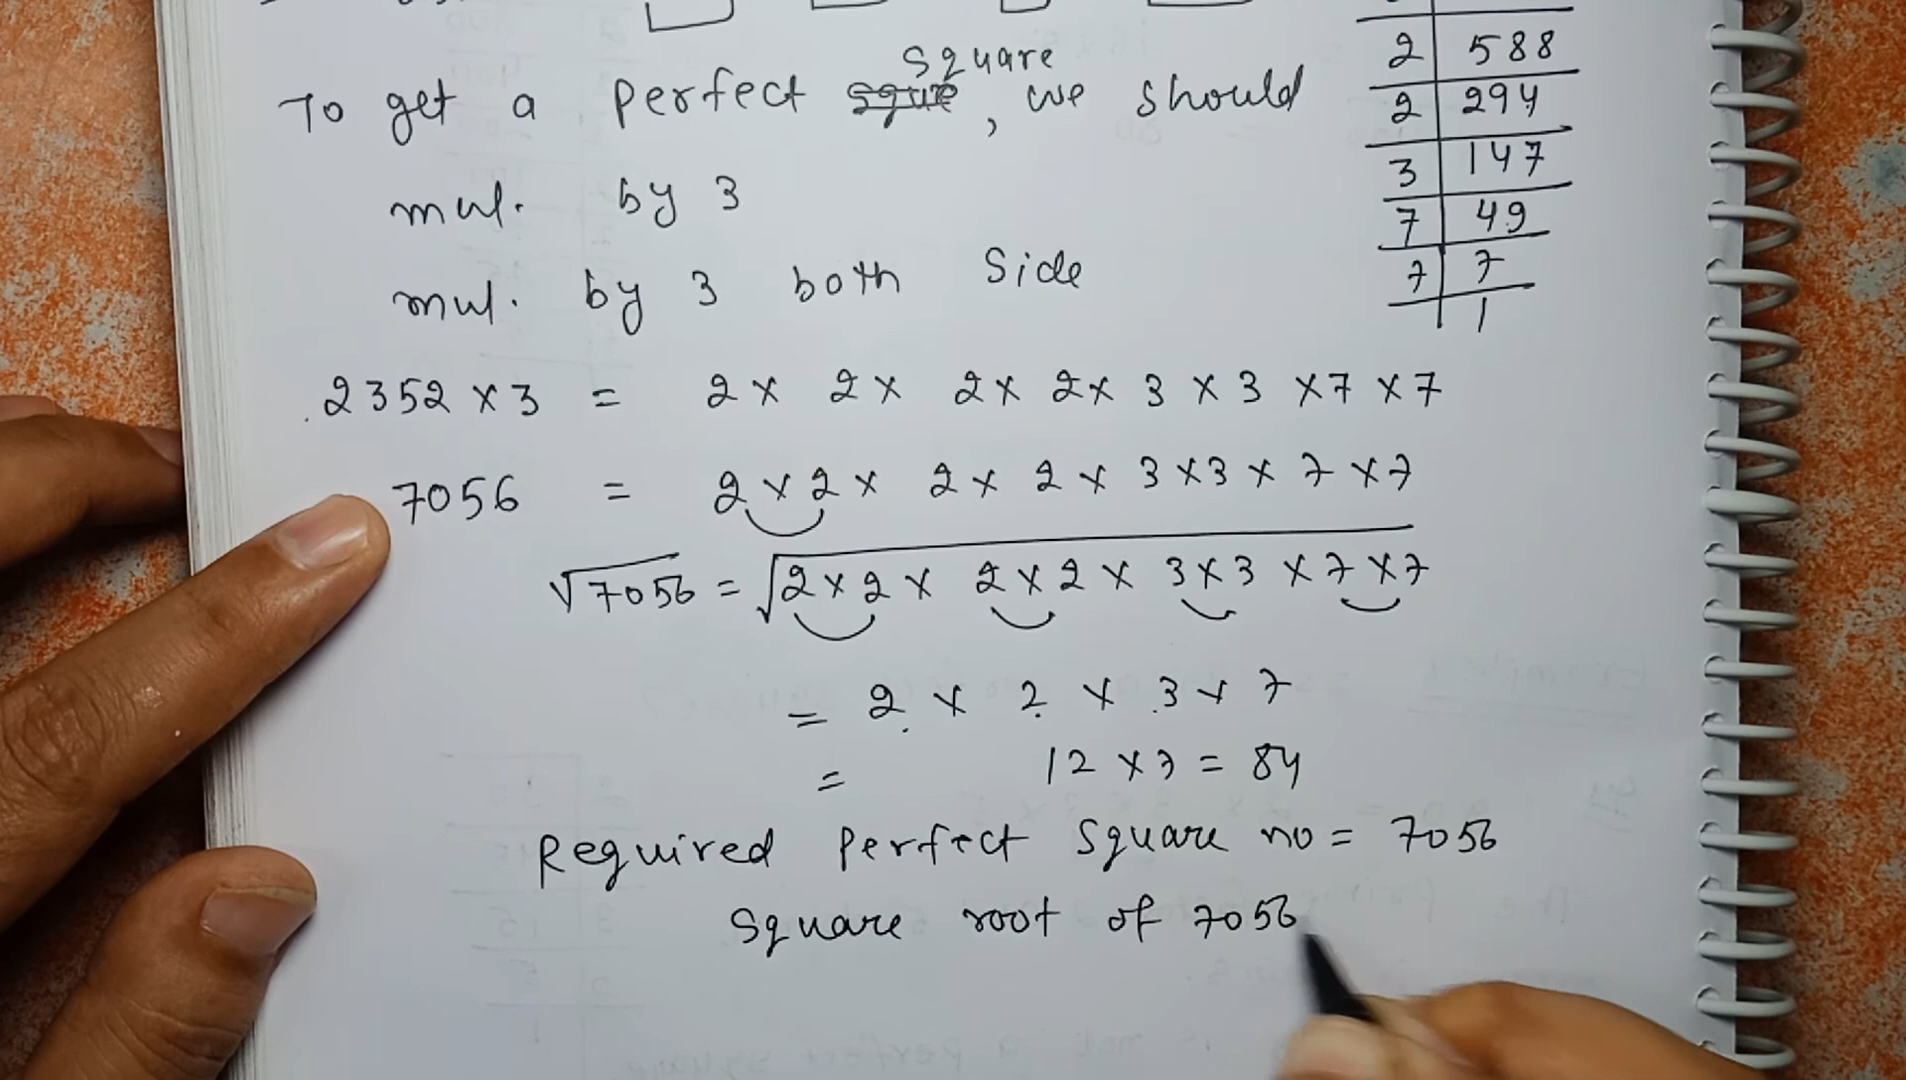 To get a perfect square, we should
mul. by 3
mul. by 3 both side
2352 × 3 = 2 × 2 × 2 × 2 × 3 × 3 × 7 × 7
7056 = 2 × 2 × 2 × 2 × 3 × 3 × 7 × 7
√7056 = √2 × 2 × 2 × 2 × 3 × 3 × 7 × 7
= 2 × 2 × 3 × 7
= 12 × 7 = 84
Required perfect square no = 7056
square root of 7056
2 588
2 294
3 147
7 49
7 7
1